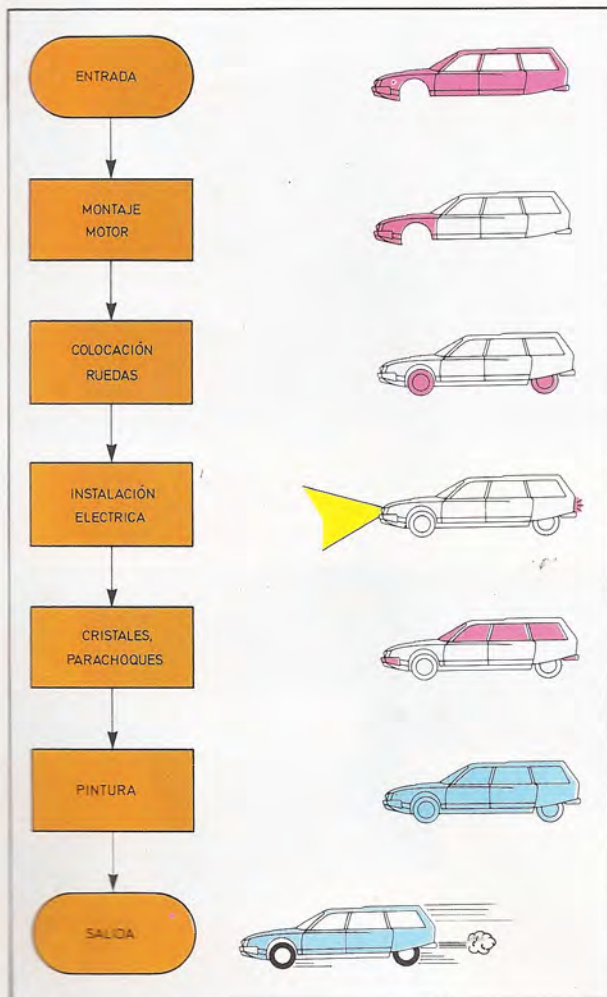 ENTRADA
MONTAJE
MOTOR
COLOCACIÓN
RUEDAS
INSTALACIÓN
ELECTRICA
CRISTALES,
PARACHOQUES
PINTURA
SALIDA